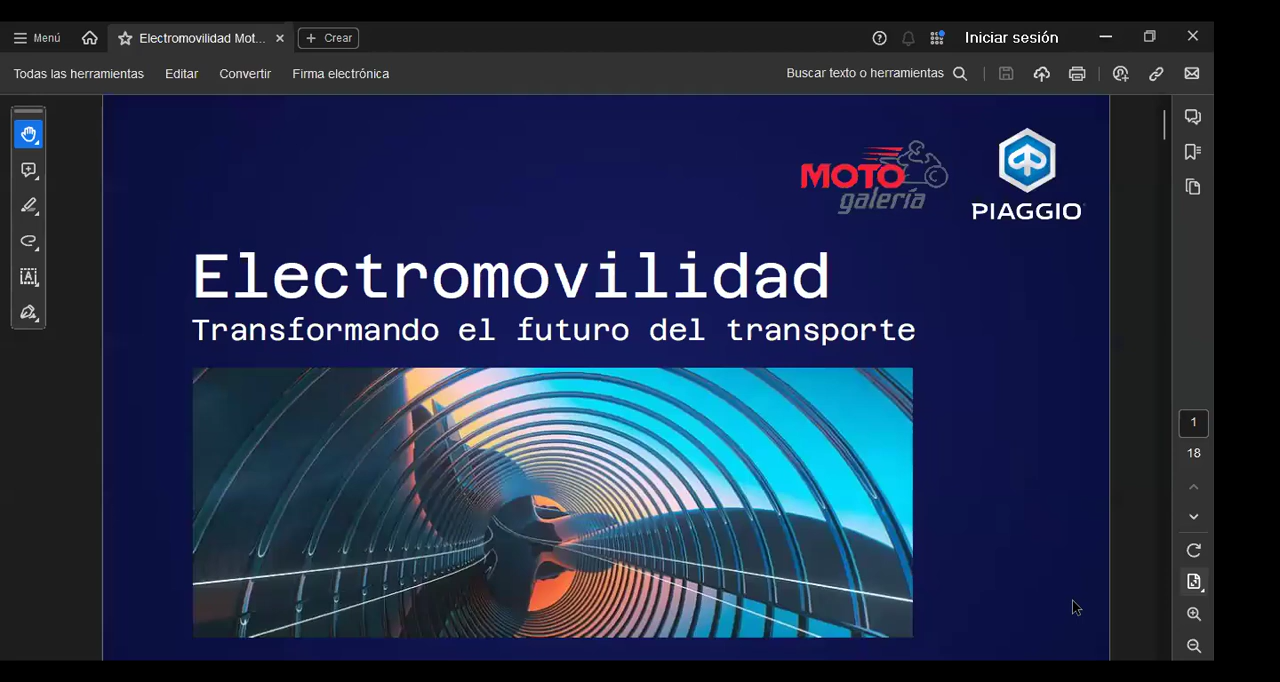 Menú
Electromovilidad Mot...
Crear
Iniciar sesión
Todas las herramientas
Editar
Convertir
Firma electrónica
Buscar texto o herramientas
MOTO
galería
PIAGGIO
Electromovilidad
Transformando el futuro del transporte
1
18